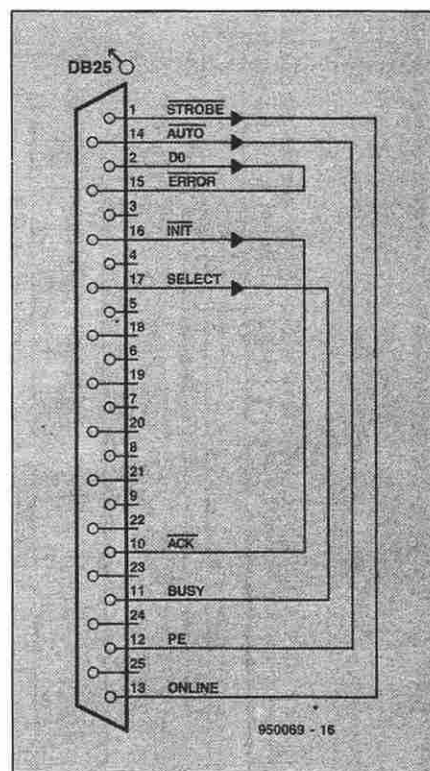 DB25
1 STROBE
14 AUTO
2 D0
15 ERROR
3
16 INIT
4
17 SELECT
5
18
6
19
7
20
8
21
9
22
10 ACK
23
11 BUSY
24
12 PE
25
13 ONLINE
950069 - 16